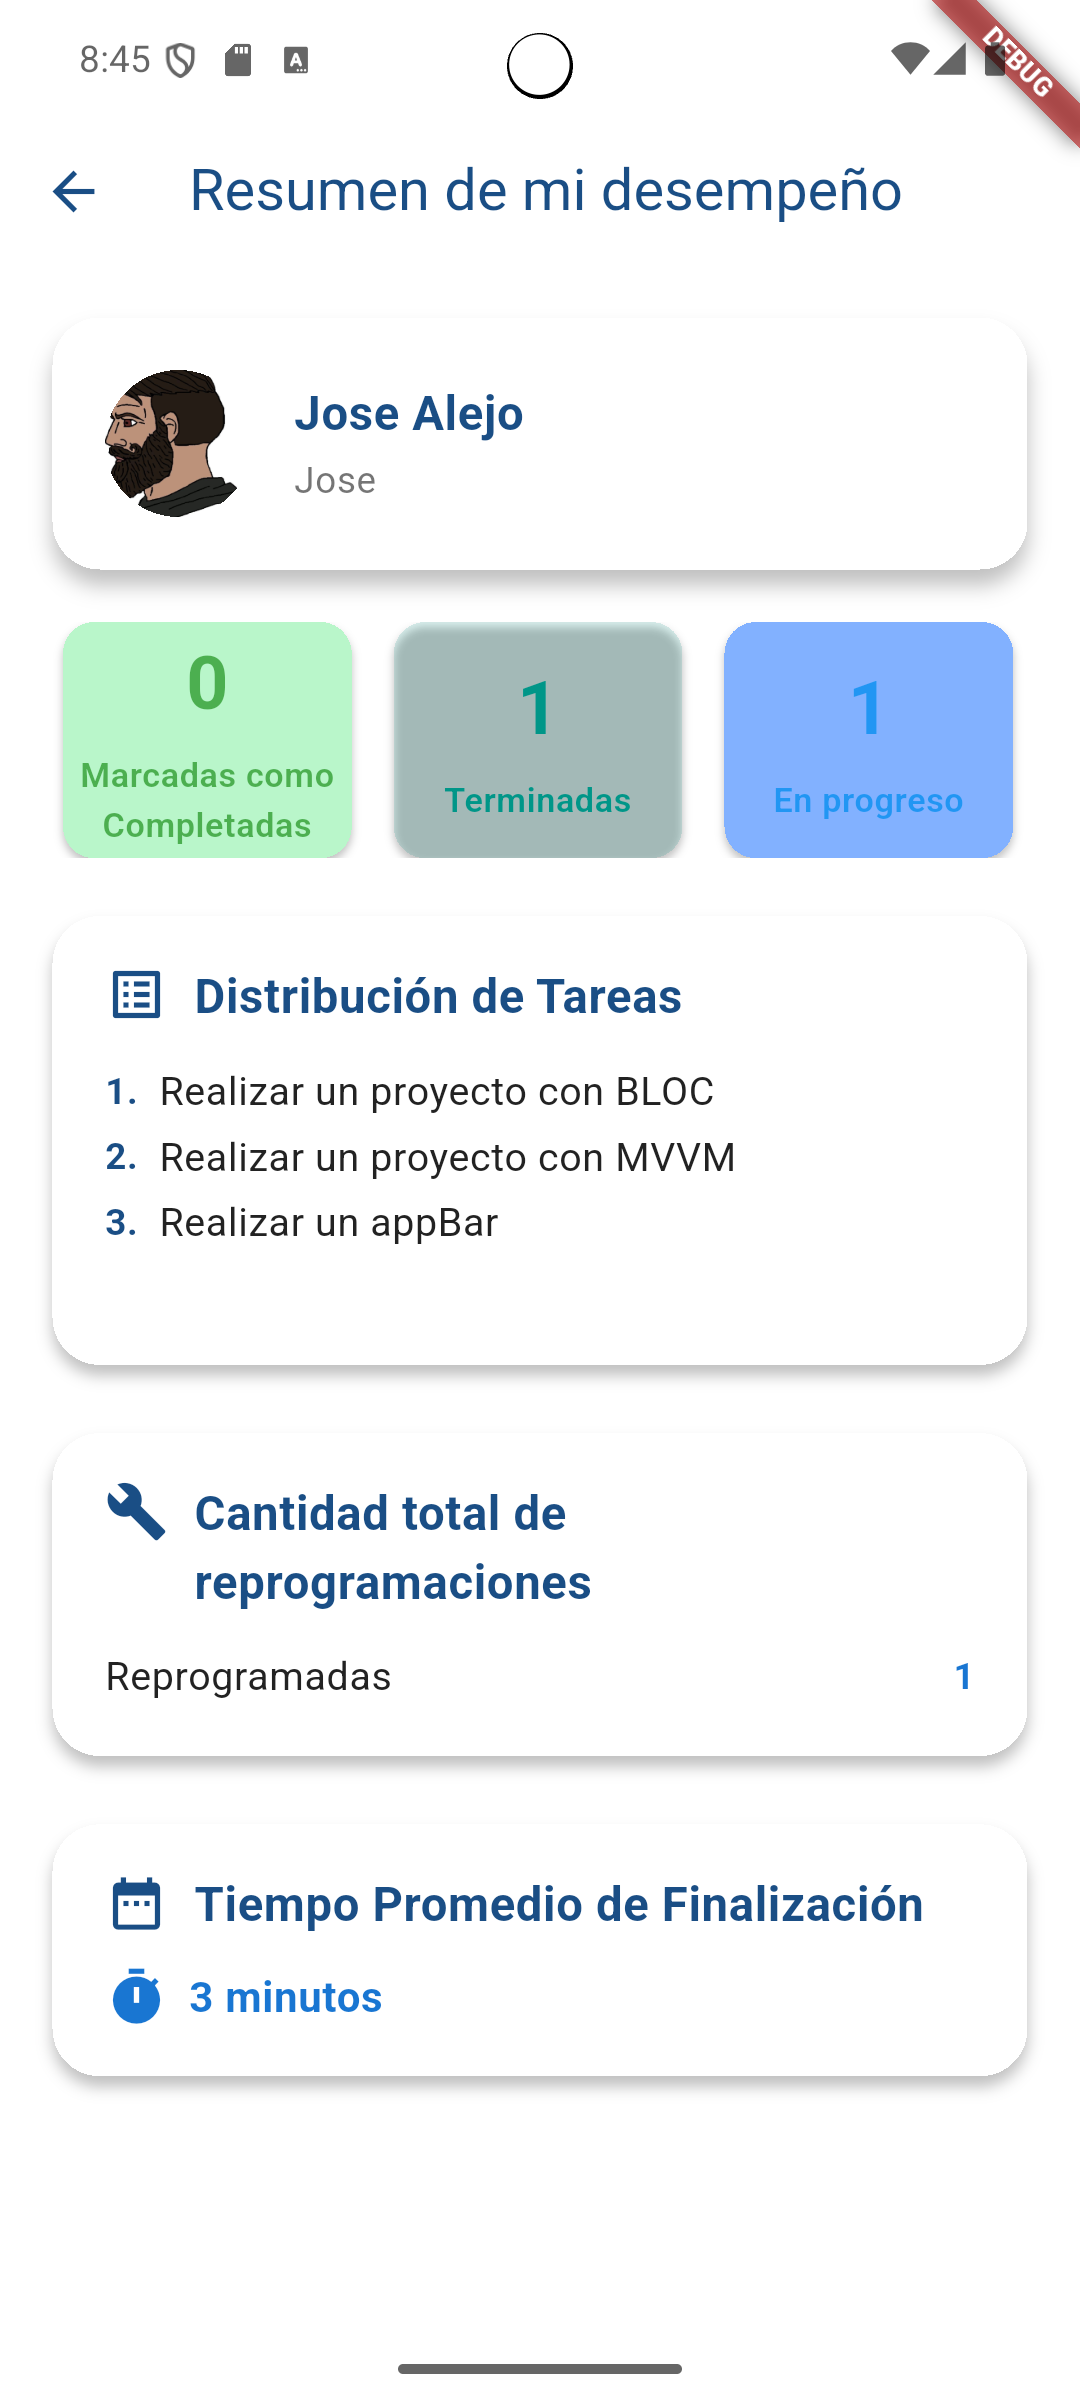 8:45
DEBUG
Resumen de mi desempeño
Jose Alejo
Jose
0
Marcadas como
Completadas
1
Terminadas
1
En progreso
Distribución de Tareas
1. Realizar un proyecto con BLOC
2. Realizar un proyecto con MVVM
3. Realizar un appBar
Cantidad total de
reprogramaciones
Reprogramadas 1
Tiempo Promedio de Finalización
3 minutos